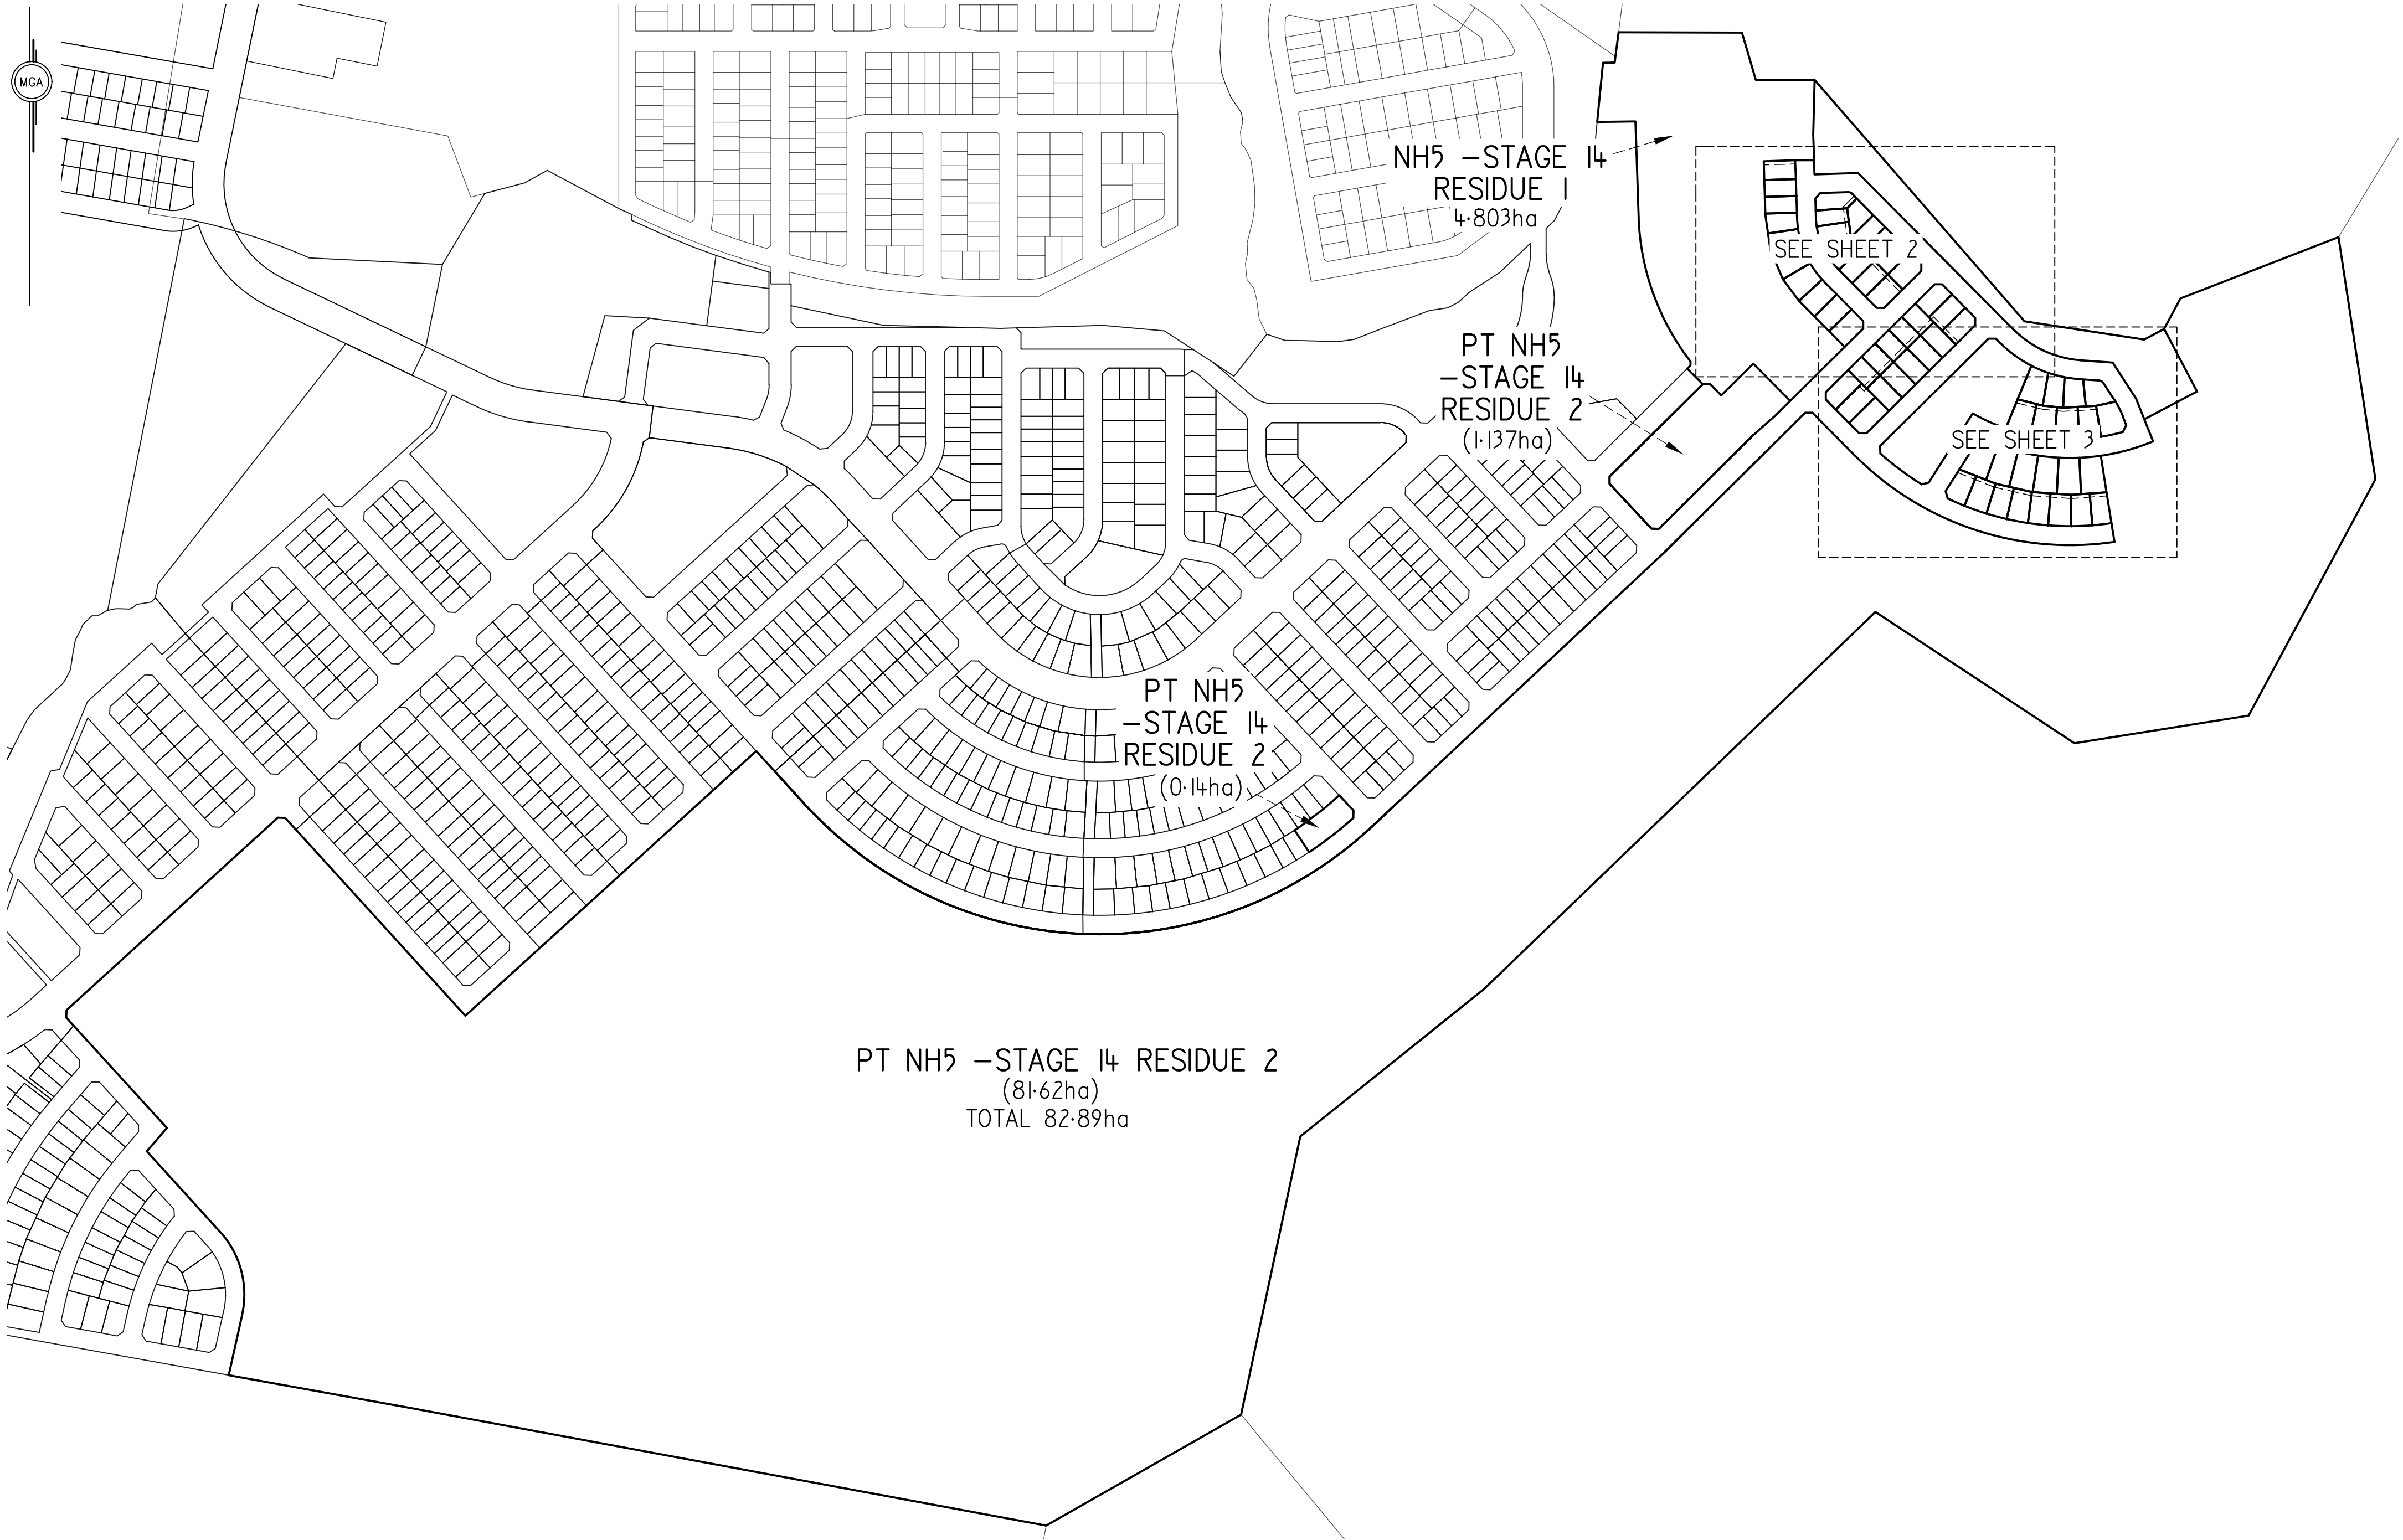 MGA
NH5 -STAGE 14
RESIDUE 1
4·803ha
SEE SHEET 2
PT NH5
-STAGE 14
RESIDUE 2
(1·137ha)
SEE SHEET 3
PT NH5
-STAGE 14
RESIDUE 2
(0·14ha)
PT NH5 -STAGE 14 RESIDUE 2
(81·62ha)
TOTAL 82·89ha